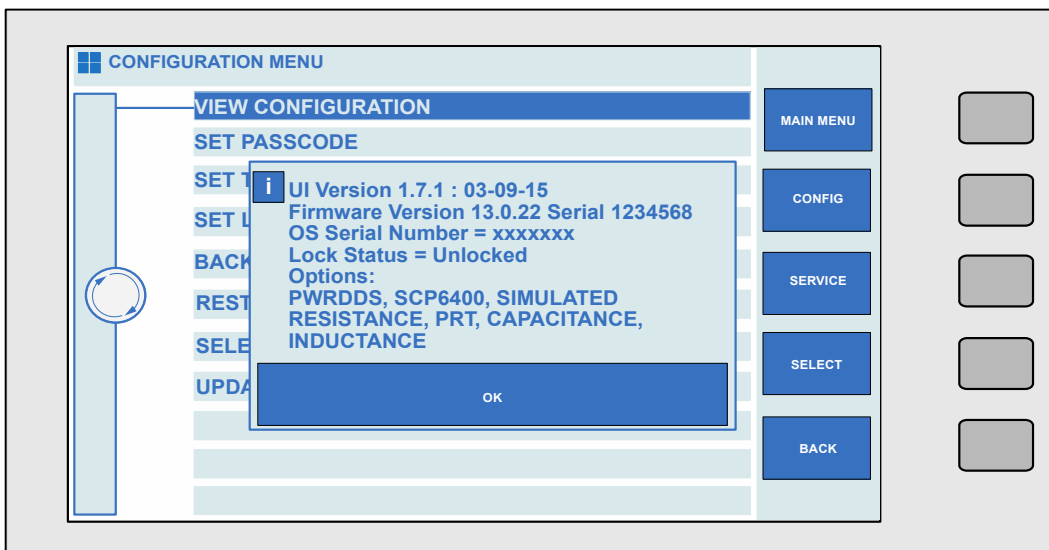 CONFIGURATION MENU
VIEW CONFIGURATION
SET PASSCODE
SET T
SET L
BACK
REST
SELE
UPDA
i
UI Version 1.7.1 : 03-09-15
Firmware Version 13.0.22 Serial 1234568
OS Serial Number = xxxxxxx
Lock Status = Unlocked
Options:
PWRDDS, SCP6400, SIMULATED
RESISTANCE, PRT, CAPACITANCE,
INDUCTANCE
OK
MAIN MENU
CONFIG
SERVICE
SELECT
BACK